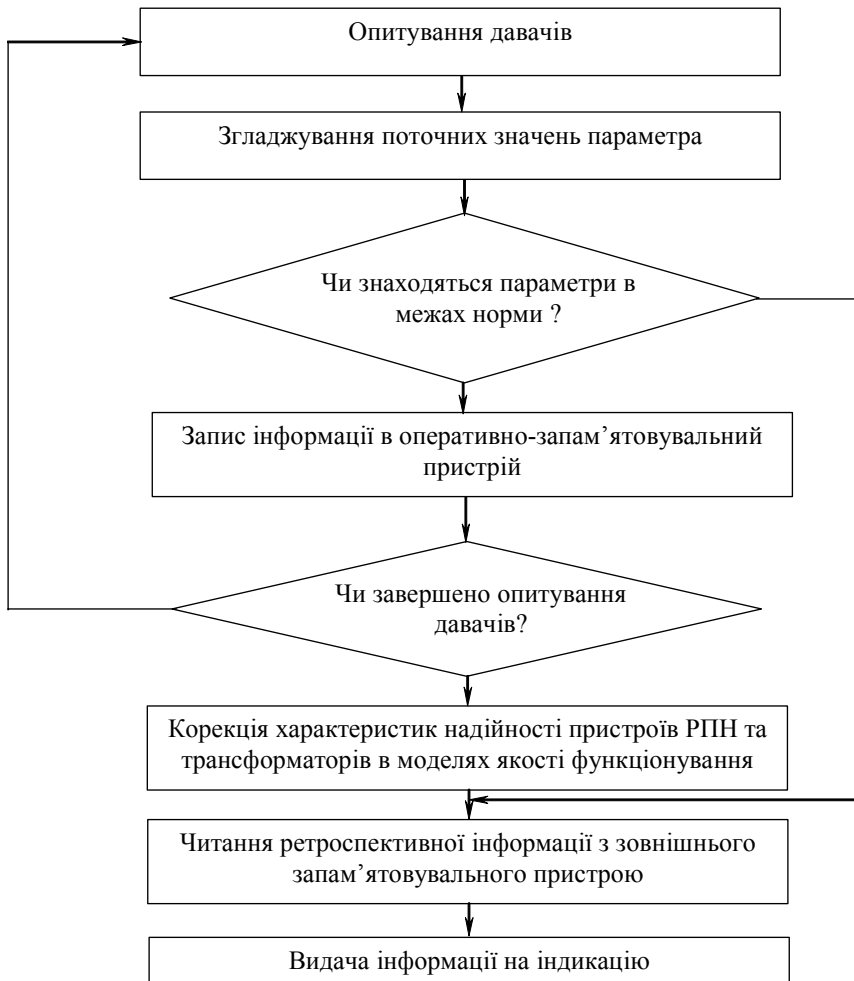 Опитування давачів
Згладжування поточних значень параметра
Чи знаходяться параметри в
межах норми ?
Запис інформації в оперативно-запам’ятовувальний
пристрій
Чи завершено опитування
давачів?
Корекція характеристик надійності пристроїв РПН та
трансформаторів в моделях якості функціонування
Читання ретроспективної інформації з зовнішнього
запам’ятовувального пристрою
Видача інформації на індикацію